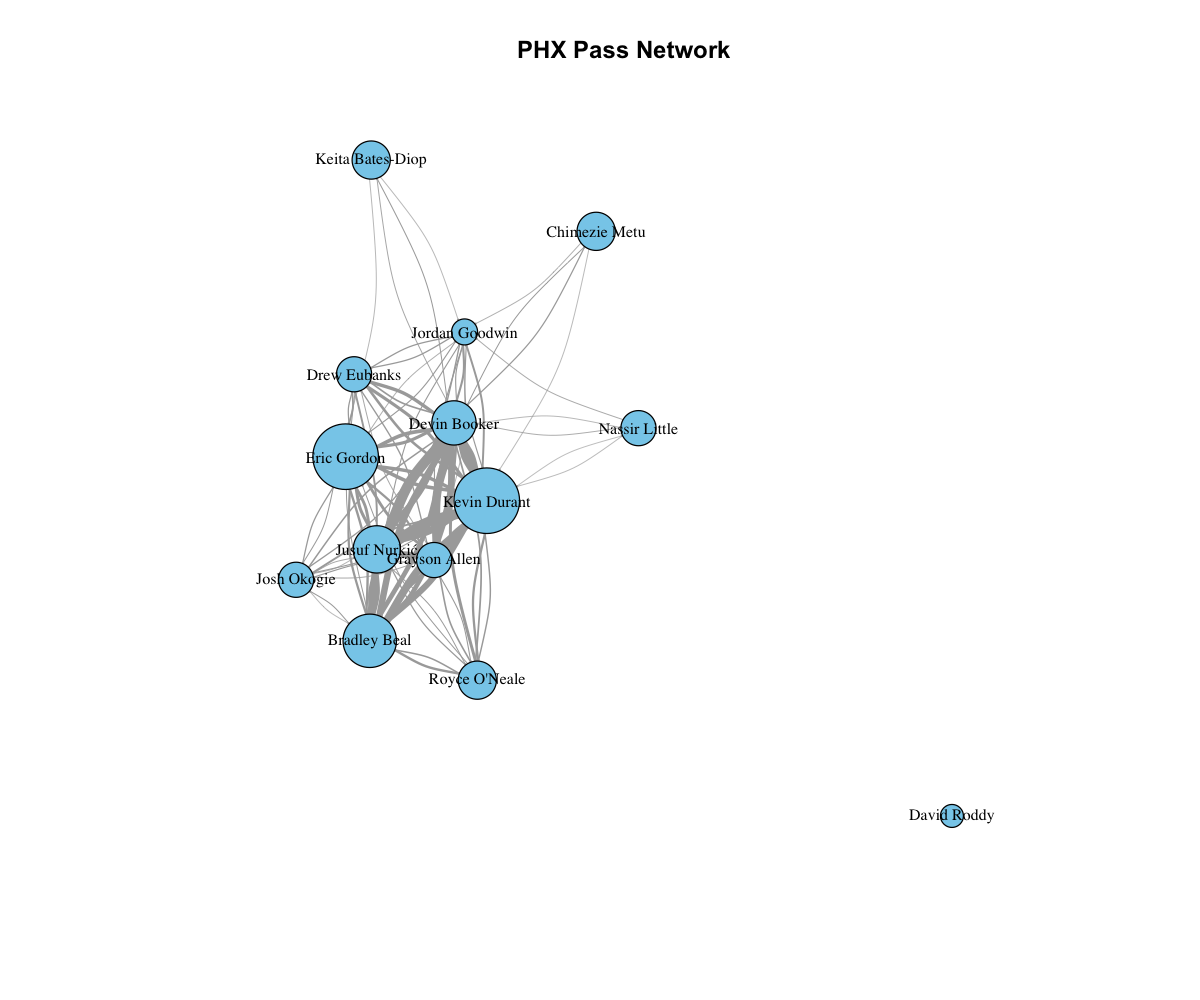 PHX Pass Network
Keita Bates-Diop
Chimezie Metu
Jordan Goodwin
Drew Eubanks
Devin Booker
Nassir Little
Eric Gordon
Kevin Durant
Jusuf Nurkić
Grayson Allen
Josh Okogie
Bradley Beal
Royce O'Neale
David Roddy